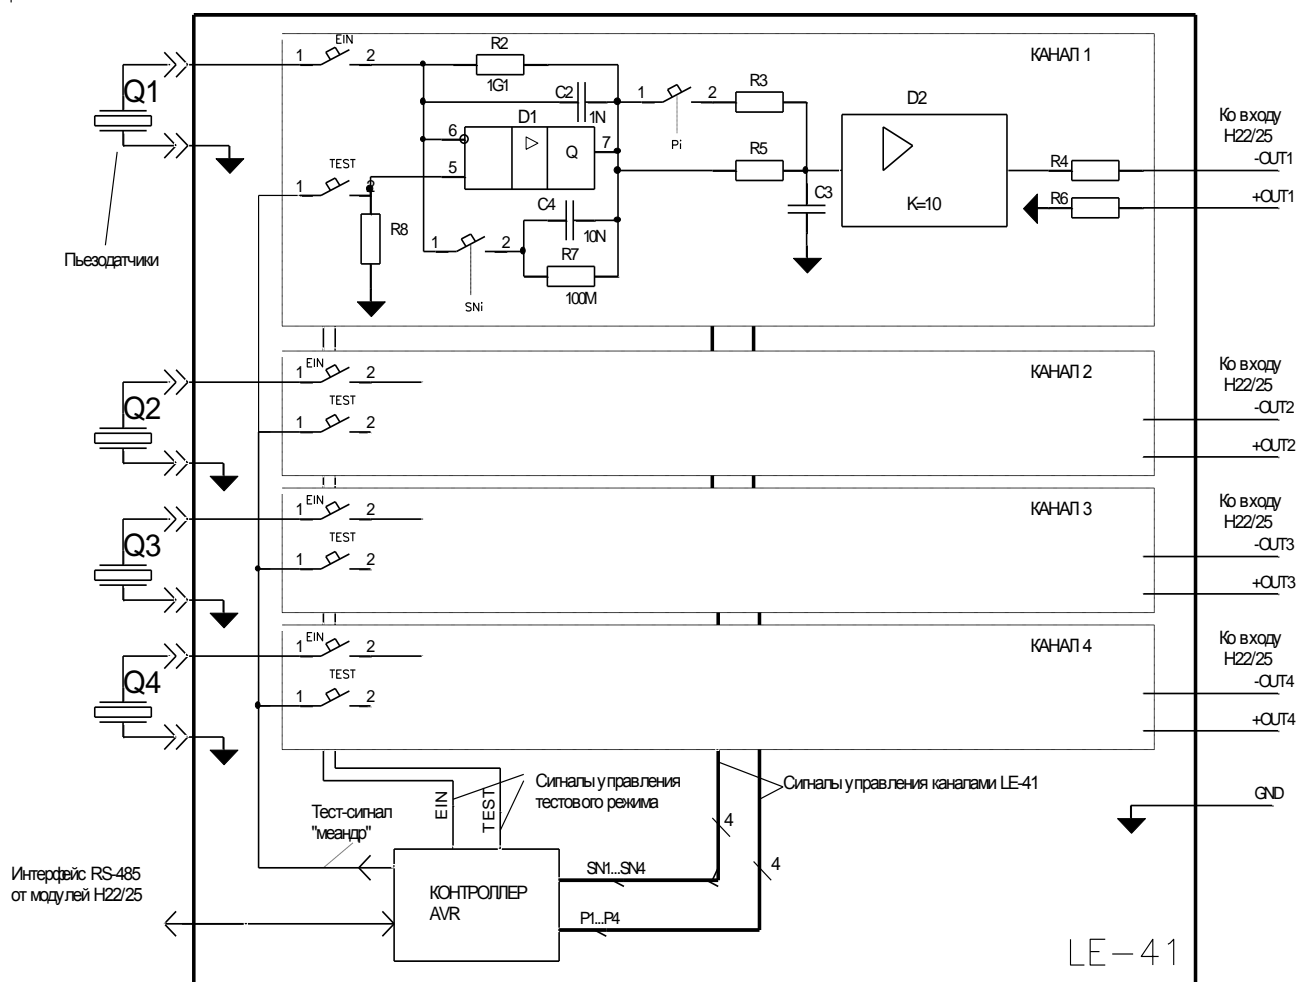 EIN
1 2
R2
1G1
КАНАЛ 1
Q1
C2
1N
1 2
Pi
R3
D2
D1
6
5
Q
7
Ко входу
H22/25
-OUT1
+OUT1
TEST
1 2
R5
R4
R6
C3
K=10
R8
C4
10N
1 2
SNi
R7
100M
Пьезодатчики
Q2
EIN
1 2
TEST
1 2
КАНАЛ 2
Ко входу
H22/25
-OUT2
+OUT2
Q3
EIN
1 2
TEST
1 2
КАНАЛ 3
Ко входу
H22/25
-OUT3
+OUT3
Q4
EIN
1 2
TEST
1 2
КАНАЛ 4
Ко входу
H22/25
-OUT4
+OUT4
Сигналы управления
тестового режима
Сигналы управления каналами LE-41
GND
EIN
TEST
Тест-сигнал
"меандр"
4
4
Интерфейс RS-485
от модулей H22/25
КОНТРОЛЛЕР
AVR
SN1...SN4
P1...P4
LE-41